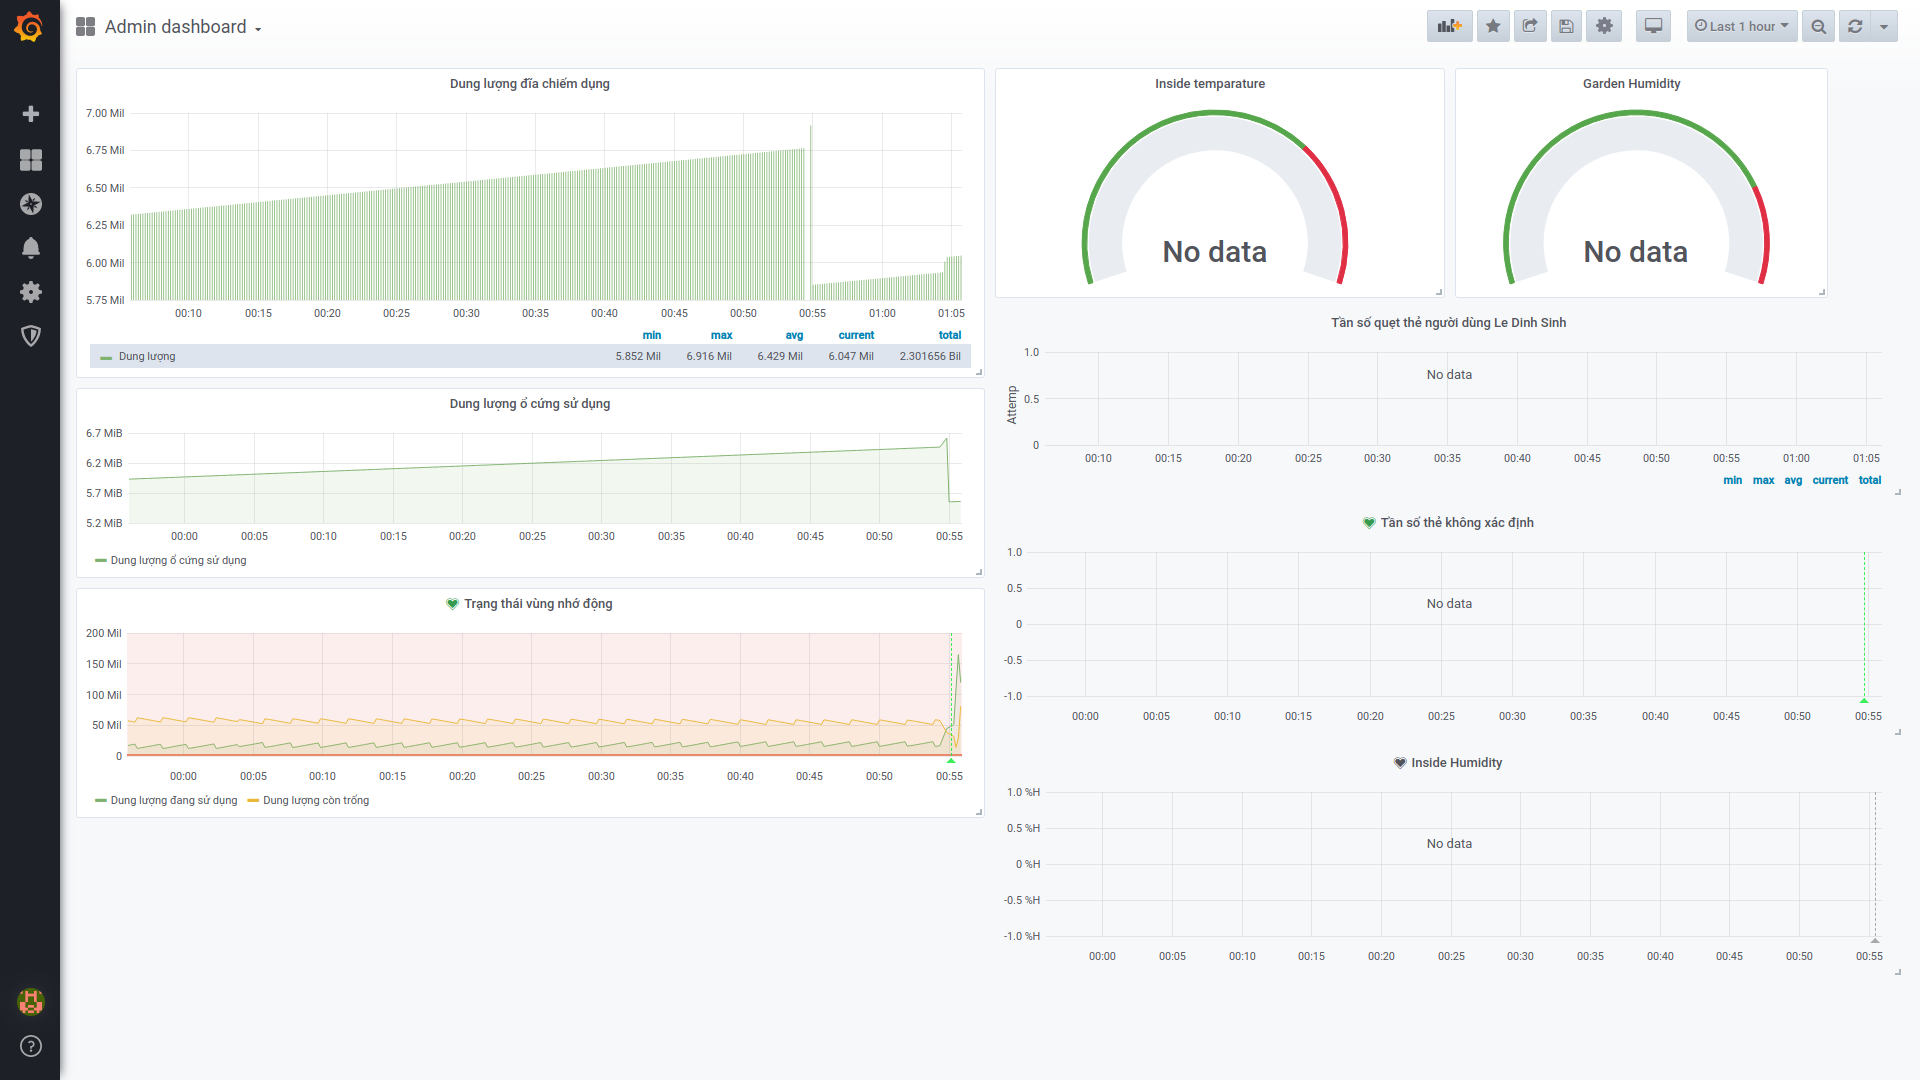 Admin dashboard
Last 1 hour
Dung lượng đĩa chiếm dụng
7.00 Mil
6.75 Mil
6.50 Mil
6.25 Mil
6.00 Mil
5.75 Mil
00:10 00:15 00:20 00:25 00:30 00:35 00:40 00:45 00:50 00:55 01:00 01:05
min max avg current total
Dung lượng 5.852 Mil 6.916 Mil 6.429 Mil 6.047 Mil 2.301656 Bil
Dung lượng ổ cứng sử dụng
6.7 MiB
6.2 MiB
5.7 MiB
5.2 MiB
00:00 00:05 00:10 00:15 00:20 00:25 00:30 00:35 00:40 00:45 00:50 00:55
Dung lượng ổ cứng sử dụng
Trạng thái vùng nhớ động
200 Mil
150 Mil
100 Mil
50 Mil
0
00:00 00:05 00:10 00:15 00:20 00:25 00:30 00:35 00:40 00:45 00:50 00:55
Dung lượng đang sử dụng Dung lượng còn trống
Inside temparature
No data
Garden Humidity
No data
Tần số quẹt thẻ người dùng Le Dinh Sinh
Attemp
1.0
No data
0.5
0
00:10 00:15 00:20 00:25 00:30 00:35 00:40 00:45 00:50 00:55 01:00 01:05
min max avg current total
Tần số thẻ không xác định
1.0
0.5
No data
0
-0.5
-1.0
00:00 00:05 00:10 00:15 00:20 00:25 00:30 00:35 00:40 00:45 00:50 00:55
Inside Humidity
1.0 %H
0.5 %H
No data
0 %H
-0.5 %H
-1.0 %H
00:00 00:05 00:10 00:15 00:20 00:25 00:30 00:35 00:40 00:45 00:50 00:55